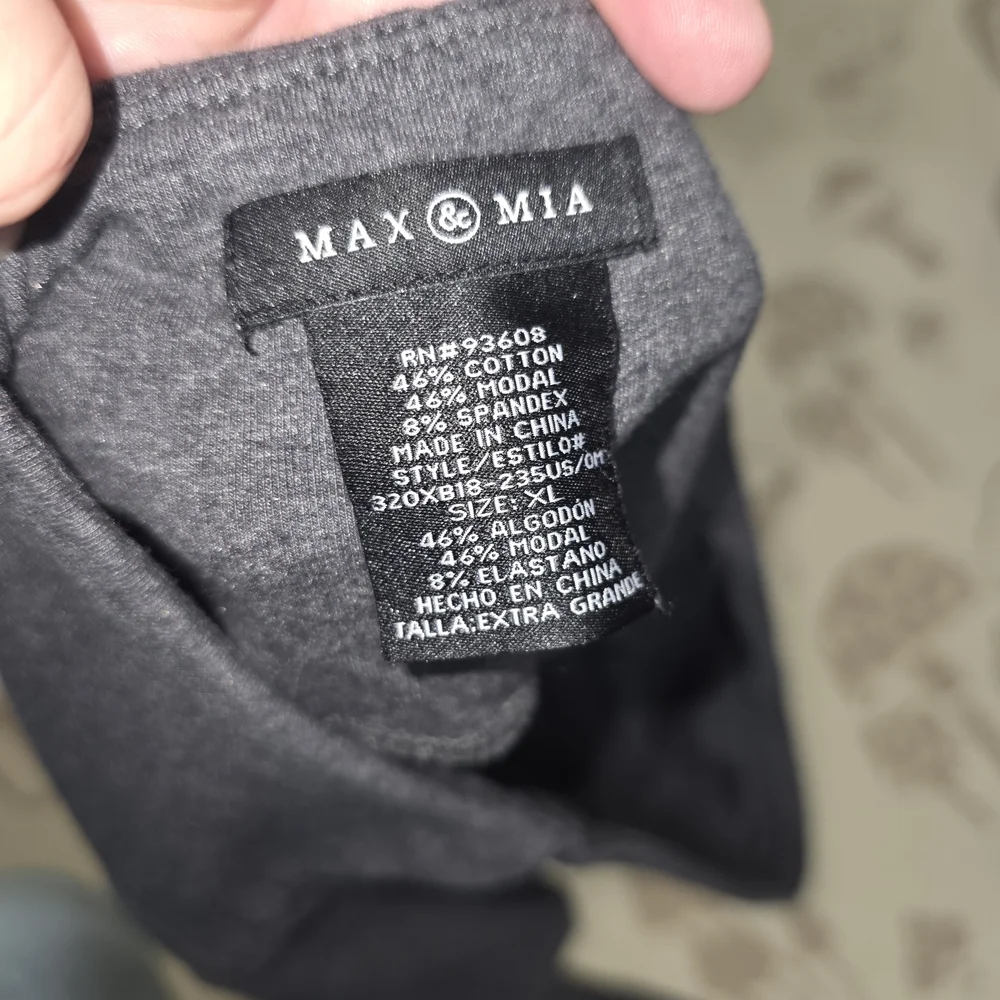 MAX & MIA
RN#93608
46% COTTON
46% MODAL
8% SPANDEX
MADE IN CHINA
STYLE/ESTILO#
320XB18-235US/OM
SIZE: XL
46% ALGODÓN
46% MODAL
8% ELASTANO
HECHO EN CHINA
TALLA:EXTRA GRANDE